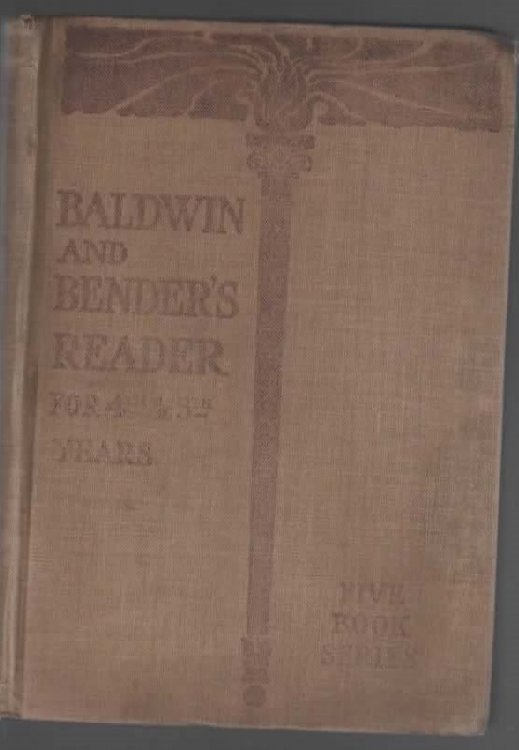 BALDWIN
AND
BENDER'S
READER
FOR 4TH & 5TH
YEARS
FIVE
BOOK
SERIES